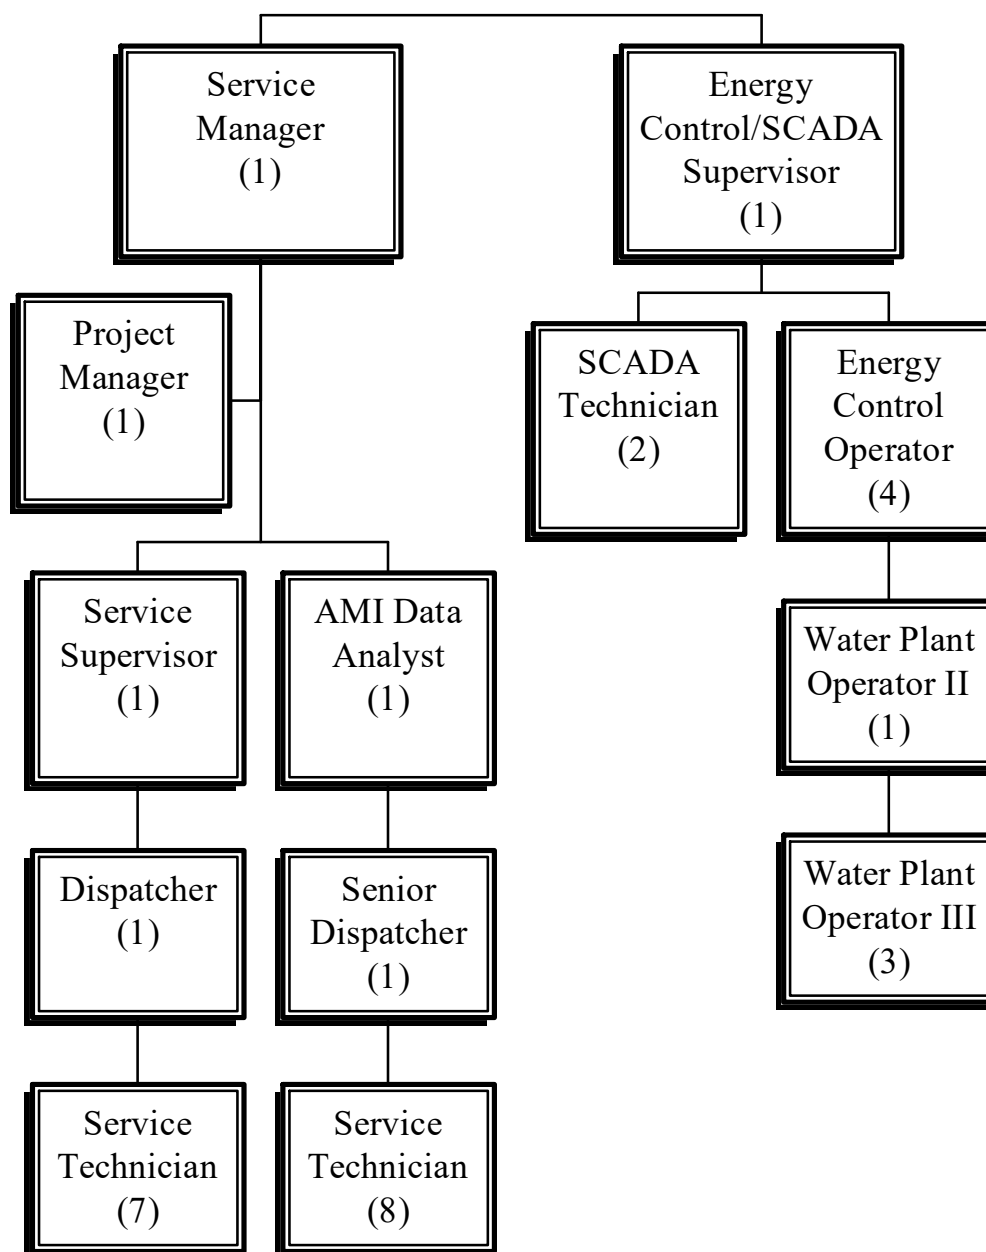 Service
Manager
(1)
Energy
Control/SCADA
Supervisor
(1)
Project
Manager
(1)
SCADA
Technician
(2)
Energy
Control
Operator
(4)
Service
Supervisor
(1)
AMI Data
Analyst
(1)
Water Plant
Operator II
(1)
Dispatcher
(1)
Senior
Dispatcher
(1)
Water Plant
Operator III
(3)
Service
Technician
(7)
Service
Technician
(8)